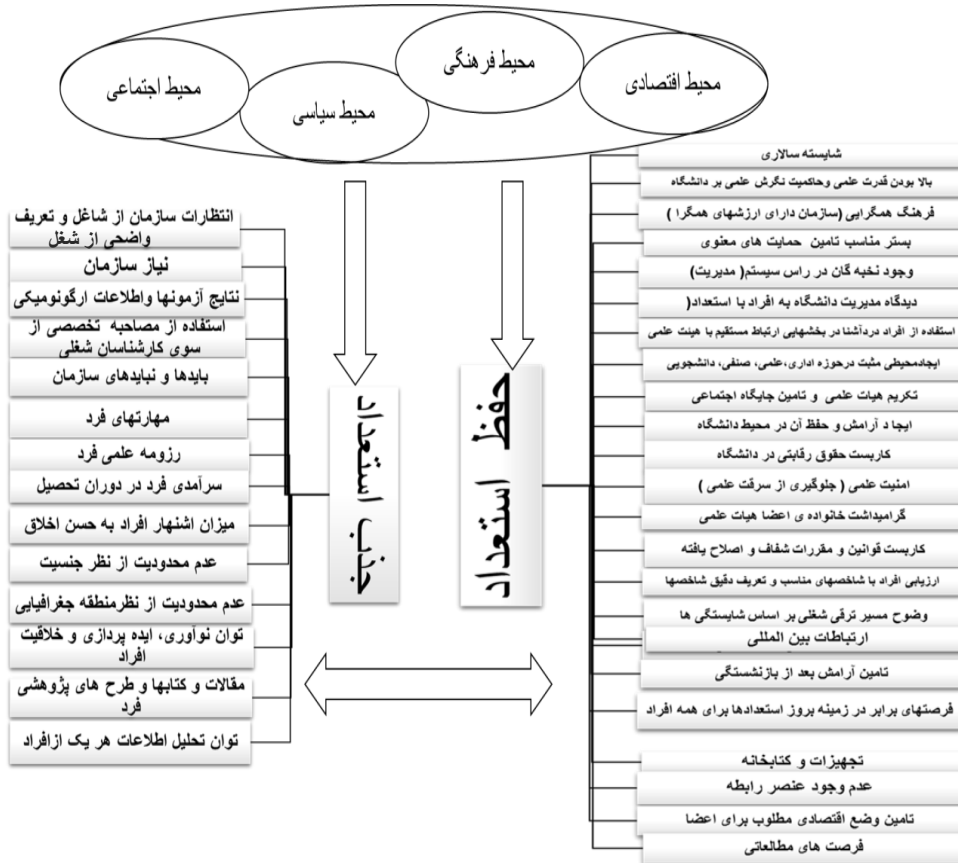 محیط اقتصادی
محیط فرهنگی
محیط سیاسی
محیط اجتماعی
شایسته سالاری
بالا بودن قدرت علمی وحاکمیت نگرش علمی بر دانشگاه
فرهنگ همگرایی (سازمان دارای ارزشهای همگرا )
بستر مناسب تامین حمایت های معنوی
وجود نخبه گان در راس سیستم( مدیریت)
دیدگاه مدیریت دانشگاه به افراد با استعداد(
استفاده از افراد دردآشنا در بخشهایی ارتباط مستقیم با هیئت علمی
ایجادمحیطی مثبت درحوزه اداری،علمی، صنفی، دانشجویی
تکریم هیات علمی و تامین جایگاه اجتماعی
ایجا د آرامش و حفظ آن در محیط دانشگاه
کاربست حقوق رقابتی در دانشگاه
امنیت علمی ( جلوگیری از سرقت علمی )
گرامیداشت خانواده ی اعضا هیات علمی
کاربست قوانین و مقررات شفاف و اصلاح یافته
ارزیابی افراد با شاخصهای مناسب و تعریف دقیق شاخصها
وضوح مسیر ترقی شغلی بر اساس شایستگی ها
ارتباطات بین المللی
تامین آرامش بعد از بازنشستگی
فرصتهای برابر در زمینه بروز استعدادها برای همه افراد
تجهیزات و کتابخانه
عدم وجود عنصر رابطه
تامین وضع اقتصادی مطلوب برای اعضا
فرصت های مطالعاتی
حفظ استعداد
جذب استعداد
انتظارات سازمان از شاغل و تعریف
واضحی از شغل
نیاز سازمان
نتایج آزمونها واطلاعات ارگونومیکی
استفاده از مصاحبه تخصصی از
سوی کارشناسان شغلی
بایدها و نبایدهای سازمان
مهارتهای فرد
رزومه علمی فرد
سرآمدی فرد در دوران تحصیل
میزان اشتهار افراد به حسن اخلاق
عدم محدودیت از نظر جنسیت
عدم محدودیت از نظرمنطقه جغرافیایی
توان نوآوری، ایده پردازی و خلاقیت
افراد
مقالات و کتابها و طرح های پژوهشی
فرد
توان تحلیل اطلاعات هر یک ازافراد